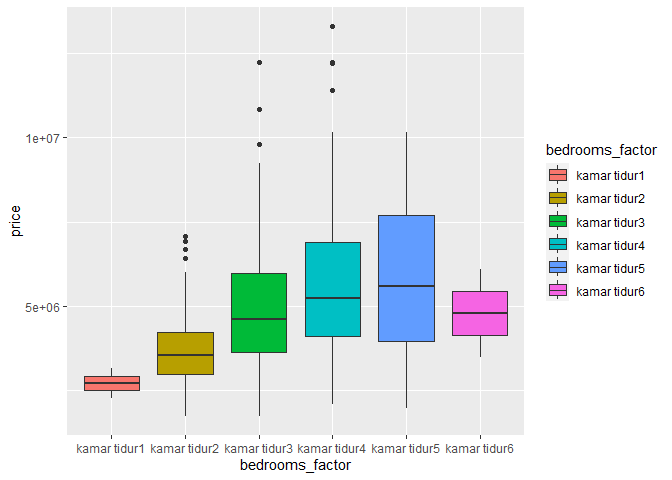 price
1e+07
5e+06
kamar tidur1 kamar tidur2 kamar tidur3 kamar tidur4 kamar tidur5 kamar tidur6
bedrooms_factor
bedrooms_factor
kamar tidur1
kamar tidur2
kamar tidur3
kamar tidur4
kamar tidur5
kamar tidur6